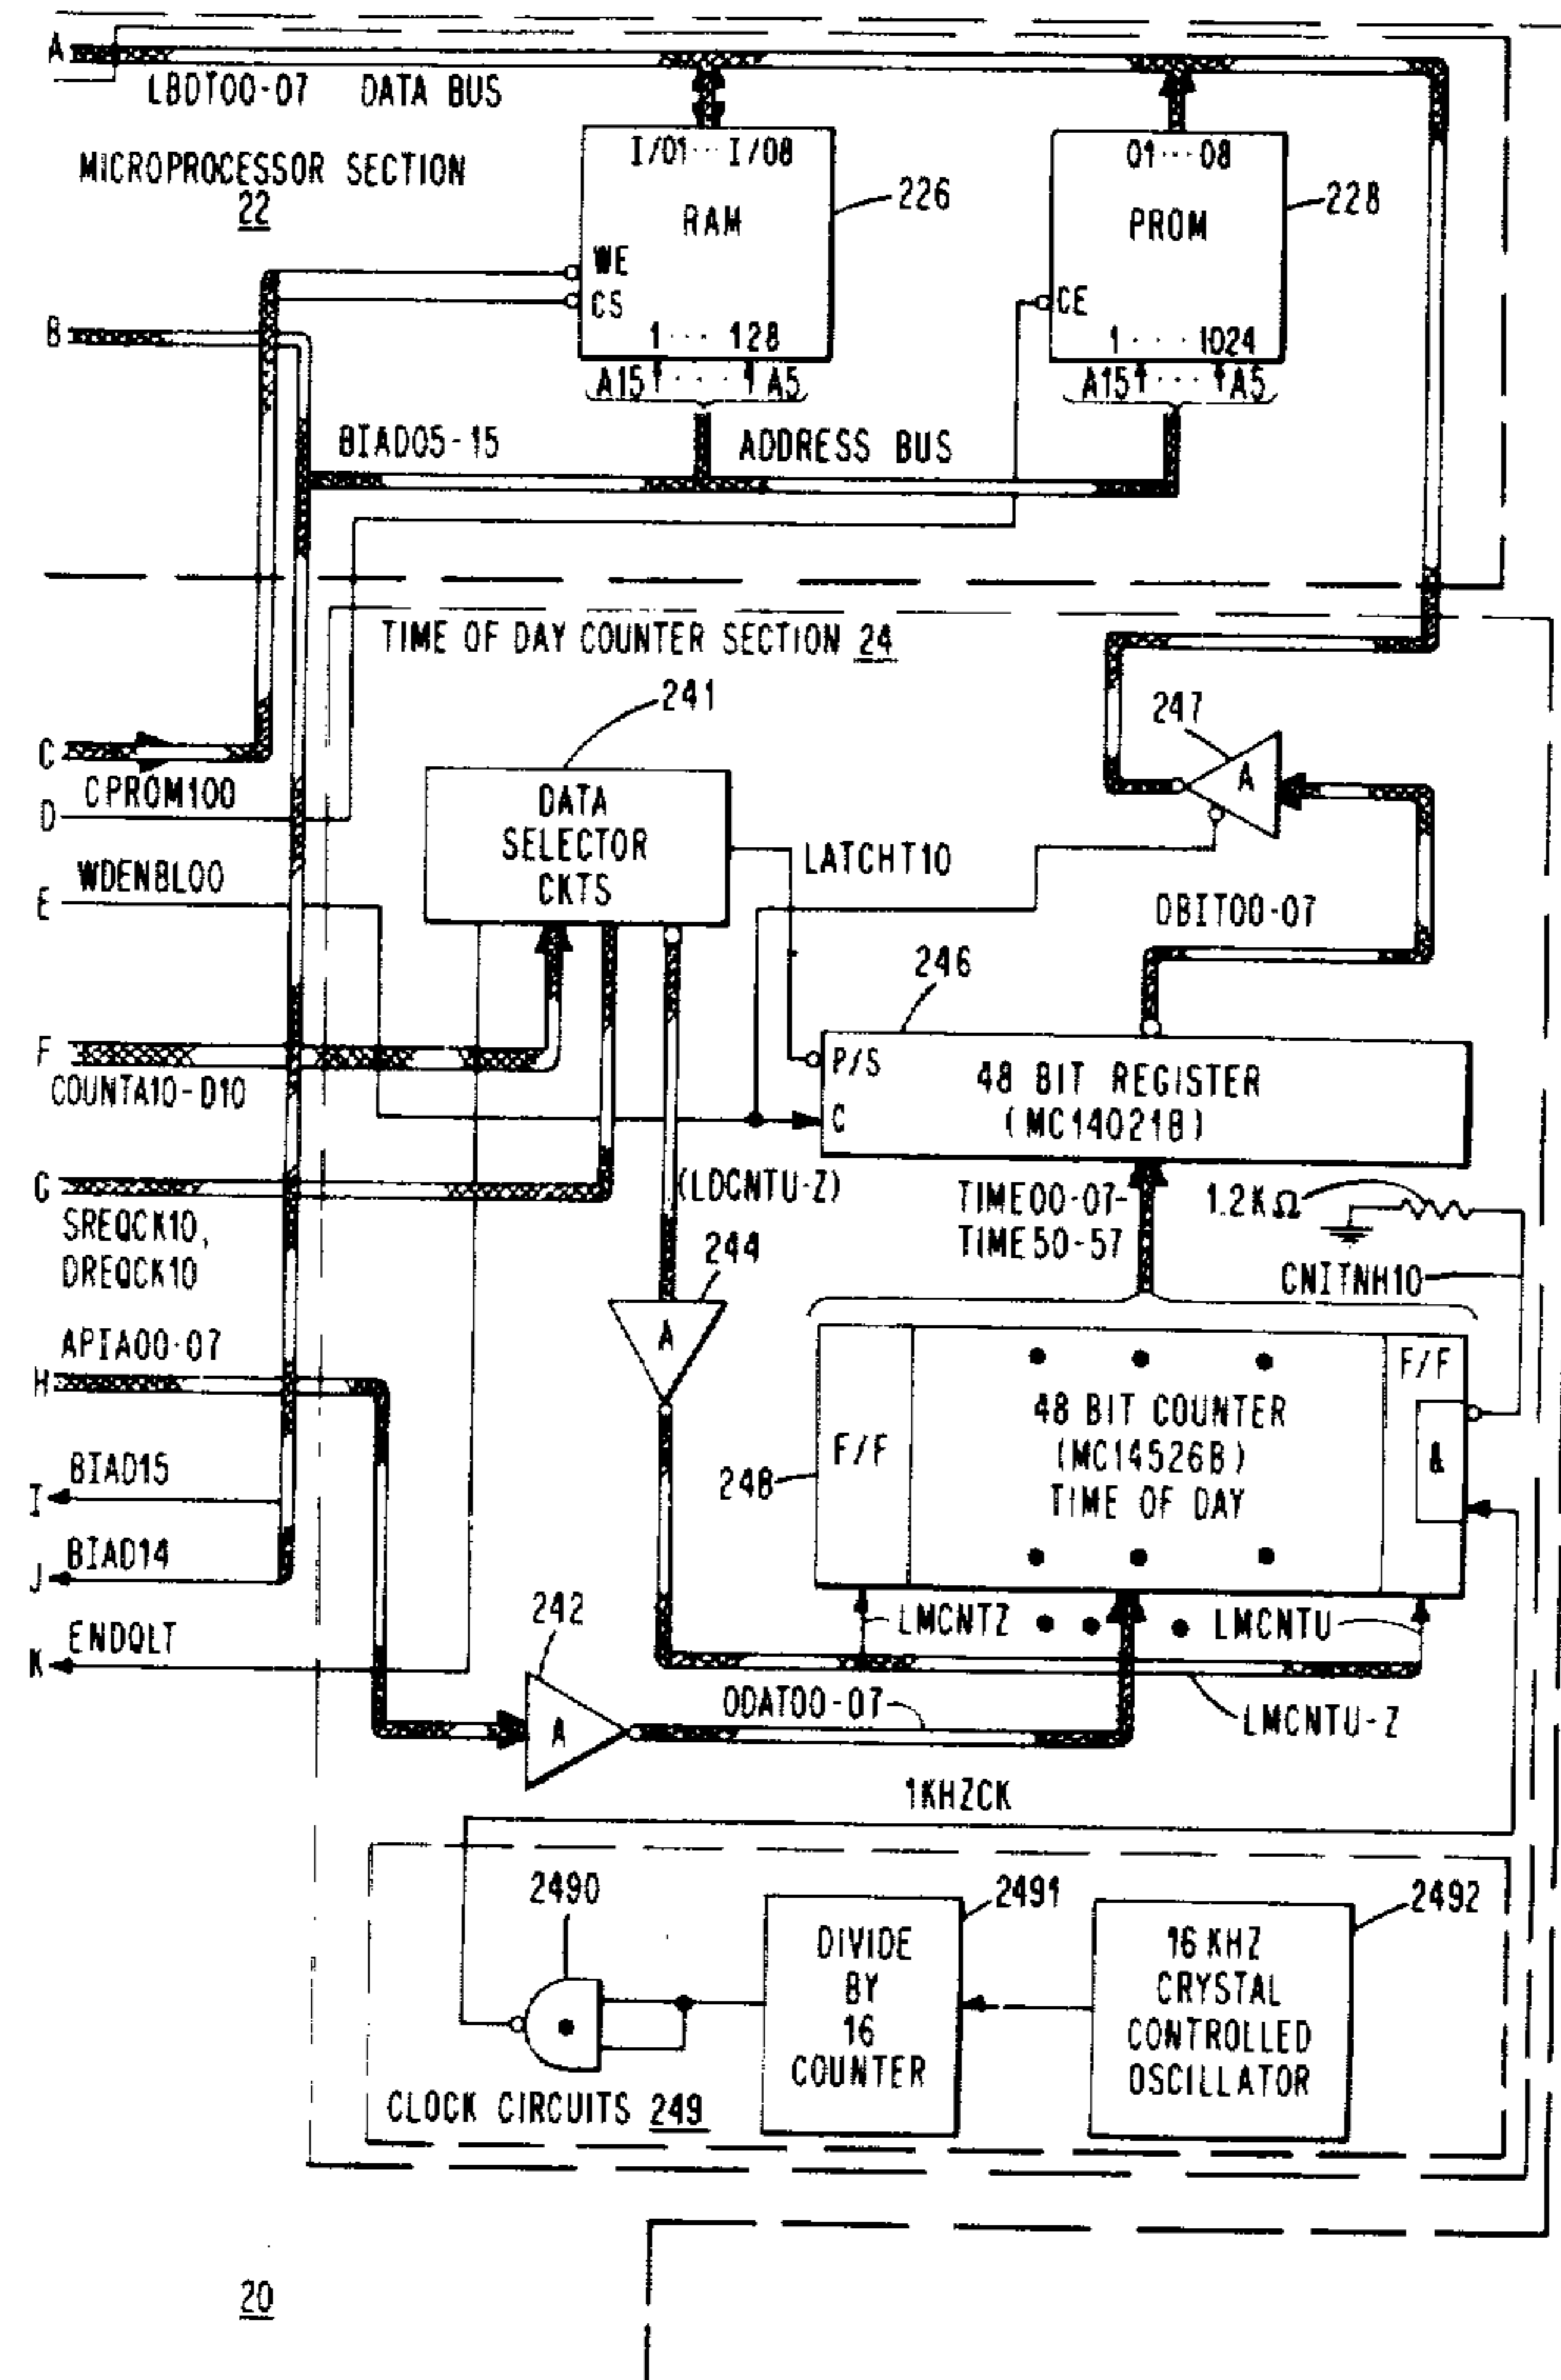 A
LBDT00-07 DATA BUS
MICROPROCESSOR SECTION
22
I/01···I/08
RAM
WE
CS
1···128
A15····A5
226
01···08
PROM
CE
1···1024
A15···A5
228
B
BIAD05-15
ADDRESS BUS
TIME OF DAY COUNTER SECTION 24
241
247
C
CPROM100
D
DATA
SELECTOR
CKTS
A
LATCHT10
WDENBL00
E
DBIT00-07
246
F
COUNTA10-D10
P/S
C
48 BIT REGISTER
(MC14021B)
G
SREQCK10,
DREQCK10
(LDCNTU-Z)
TIME00-07-
TIME50-57
1.2KΩ
CNITNH10
244
A
APIA00-07
H
F/F
48 BIT COUNTER
(MC14526B)
TIME OF DAY
F/F
&
248
BIAD15
I
BIAD14
J
ENDQLT
K
242
A
LMCNTZ
LMCNTU
ODAT00-07
LMCNTU-Z
1KHZCK
2490
2491
2492
DIVIDE
BY
16
COUNTER
16 KHZ
CRYSTAL
CONTROLLED
OSCILLATOR
CLOCK CIRCUITS 249
20